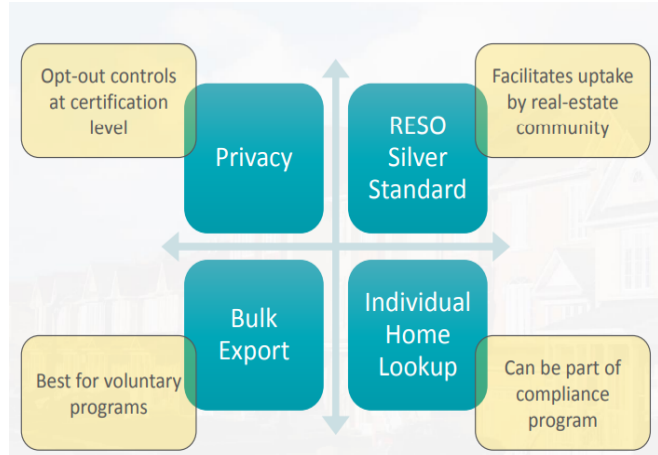 Opt-out controls
at certification
level
Privacy
RESO
Silver
Standard
Facilitates uptake
by real-estate
community
Bulk
Export
Best for voluntary
programs
Individual
Home
Lookup
Can be part of
compliance
program